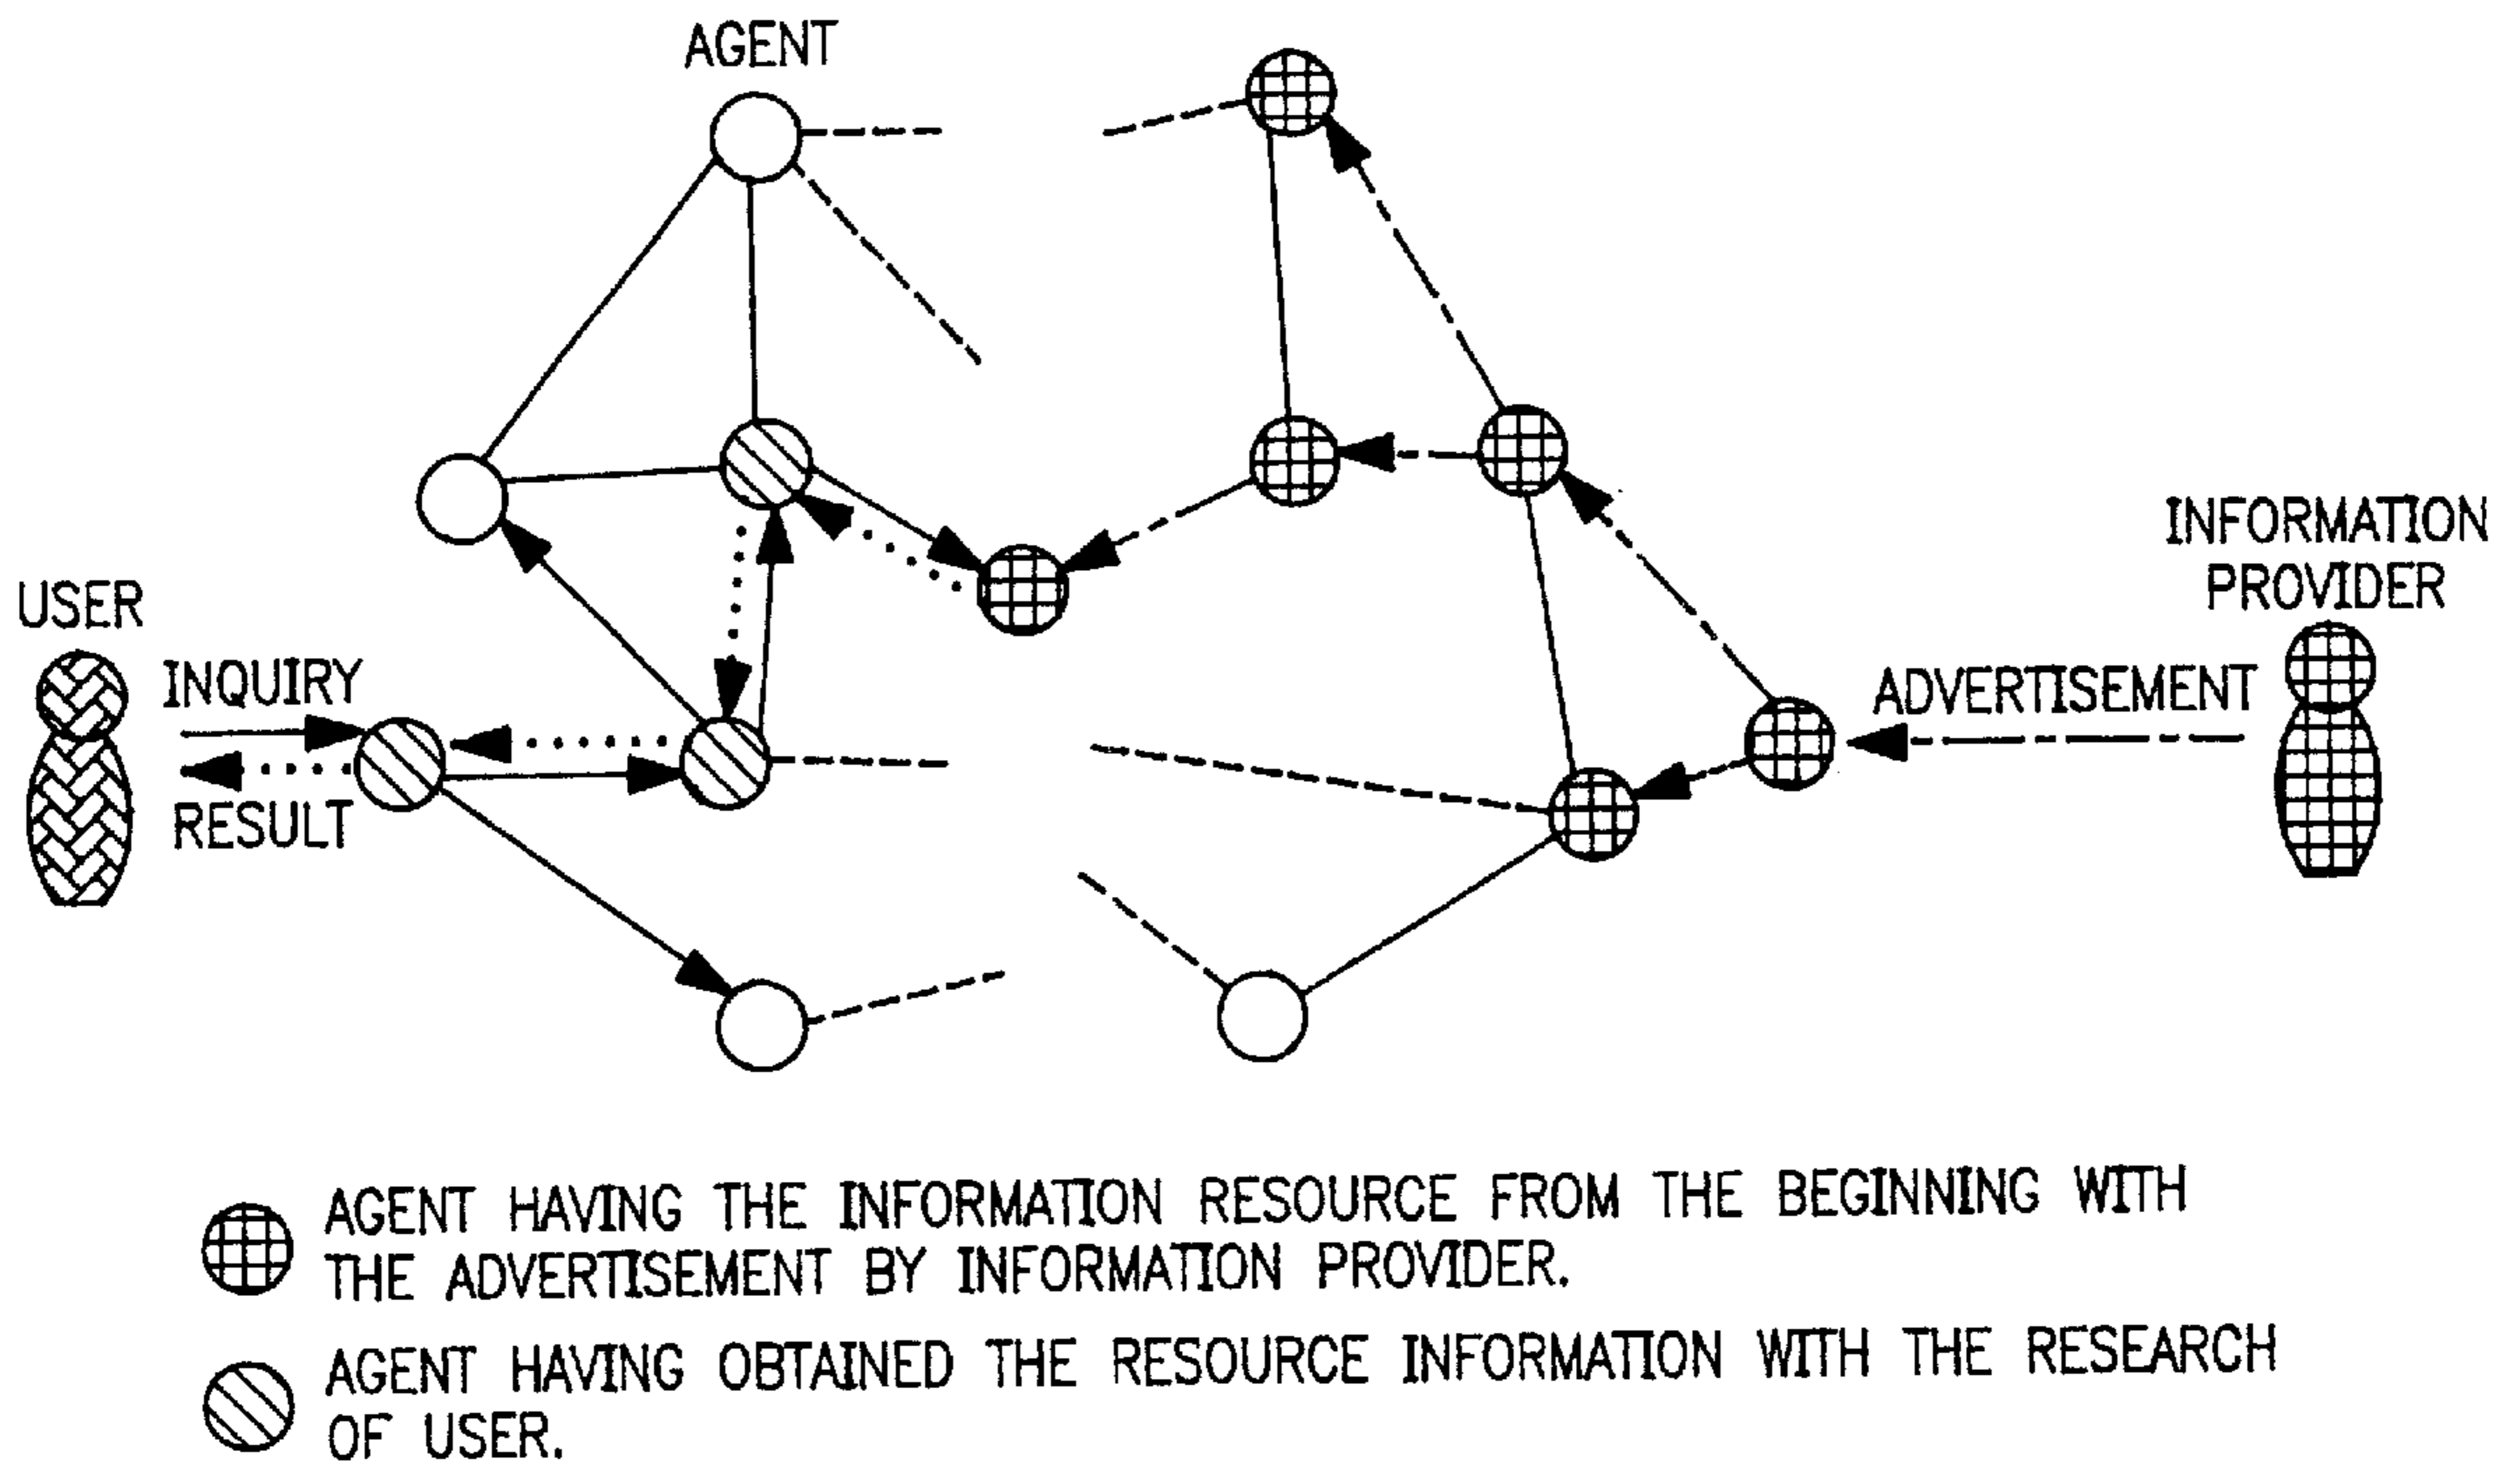 AGENT
INFORMATION
PROVIDER
USER
INQUIRY
ADVERTISEMENT
RESULT
AGENT HAVING THE INFORMATION RESOURCE FROM THE BEGINNING WITH
THE ADVERTISEMENT BY INFORMATION PROVIDER.
AGENT HAVING OBTAINED THE RESOURCE INFORMATION WITH THE RESEARCH
OF USER.